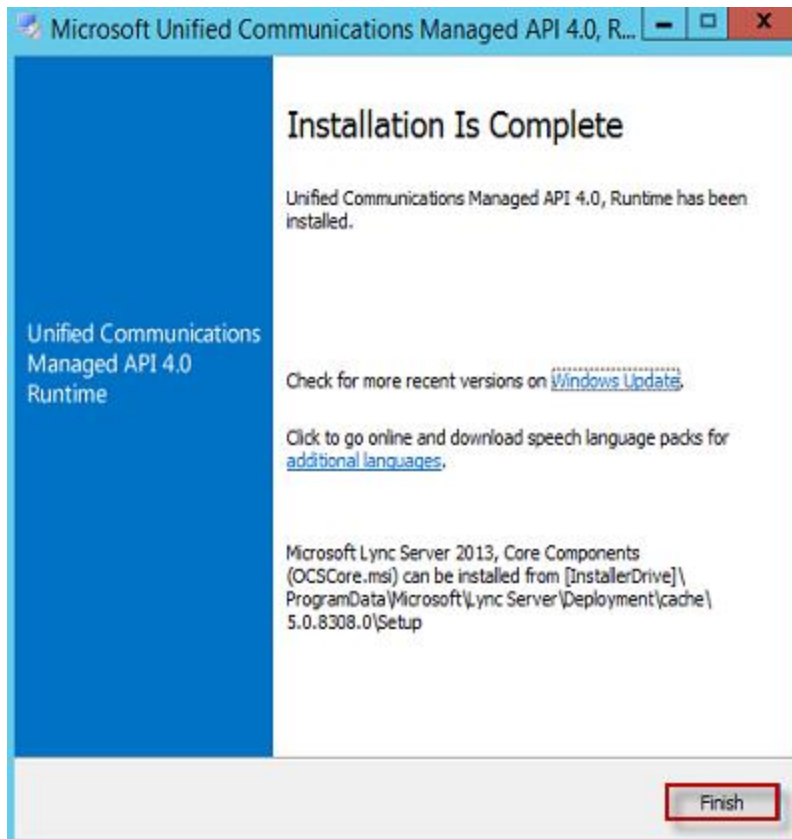 Microsoft Unified Communications Managed API 4.0, R...
Installation Is Complete
Unified Communications Managed API 4.0, Runtime has been
installed.
Unified Communications
Managed API 4.0
Runtime
Check for more recent versions on Windows Update.
Click to go online and download speech language packs for
additional languages.
Microsoft Lync Server 2013, Core Components
(OCSCore.msi) can be installed from [InstallerDrive]\
ProgramData\Microsoft\Lync Server\Deployment\cache\
5.0.8308.0\Setup
Finish